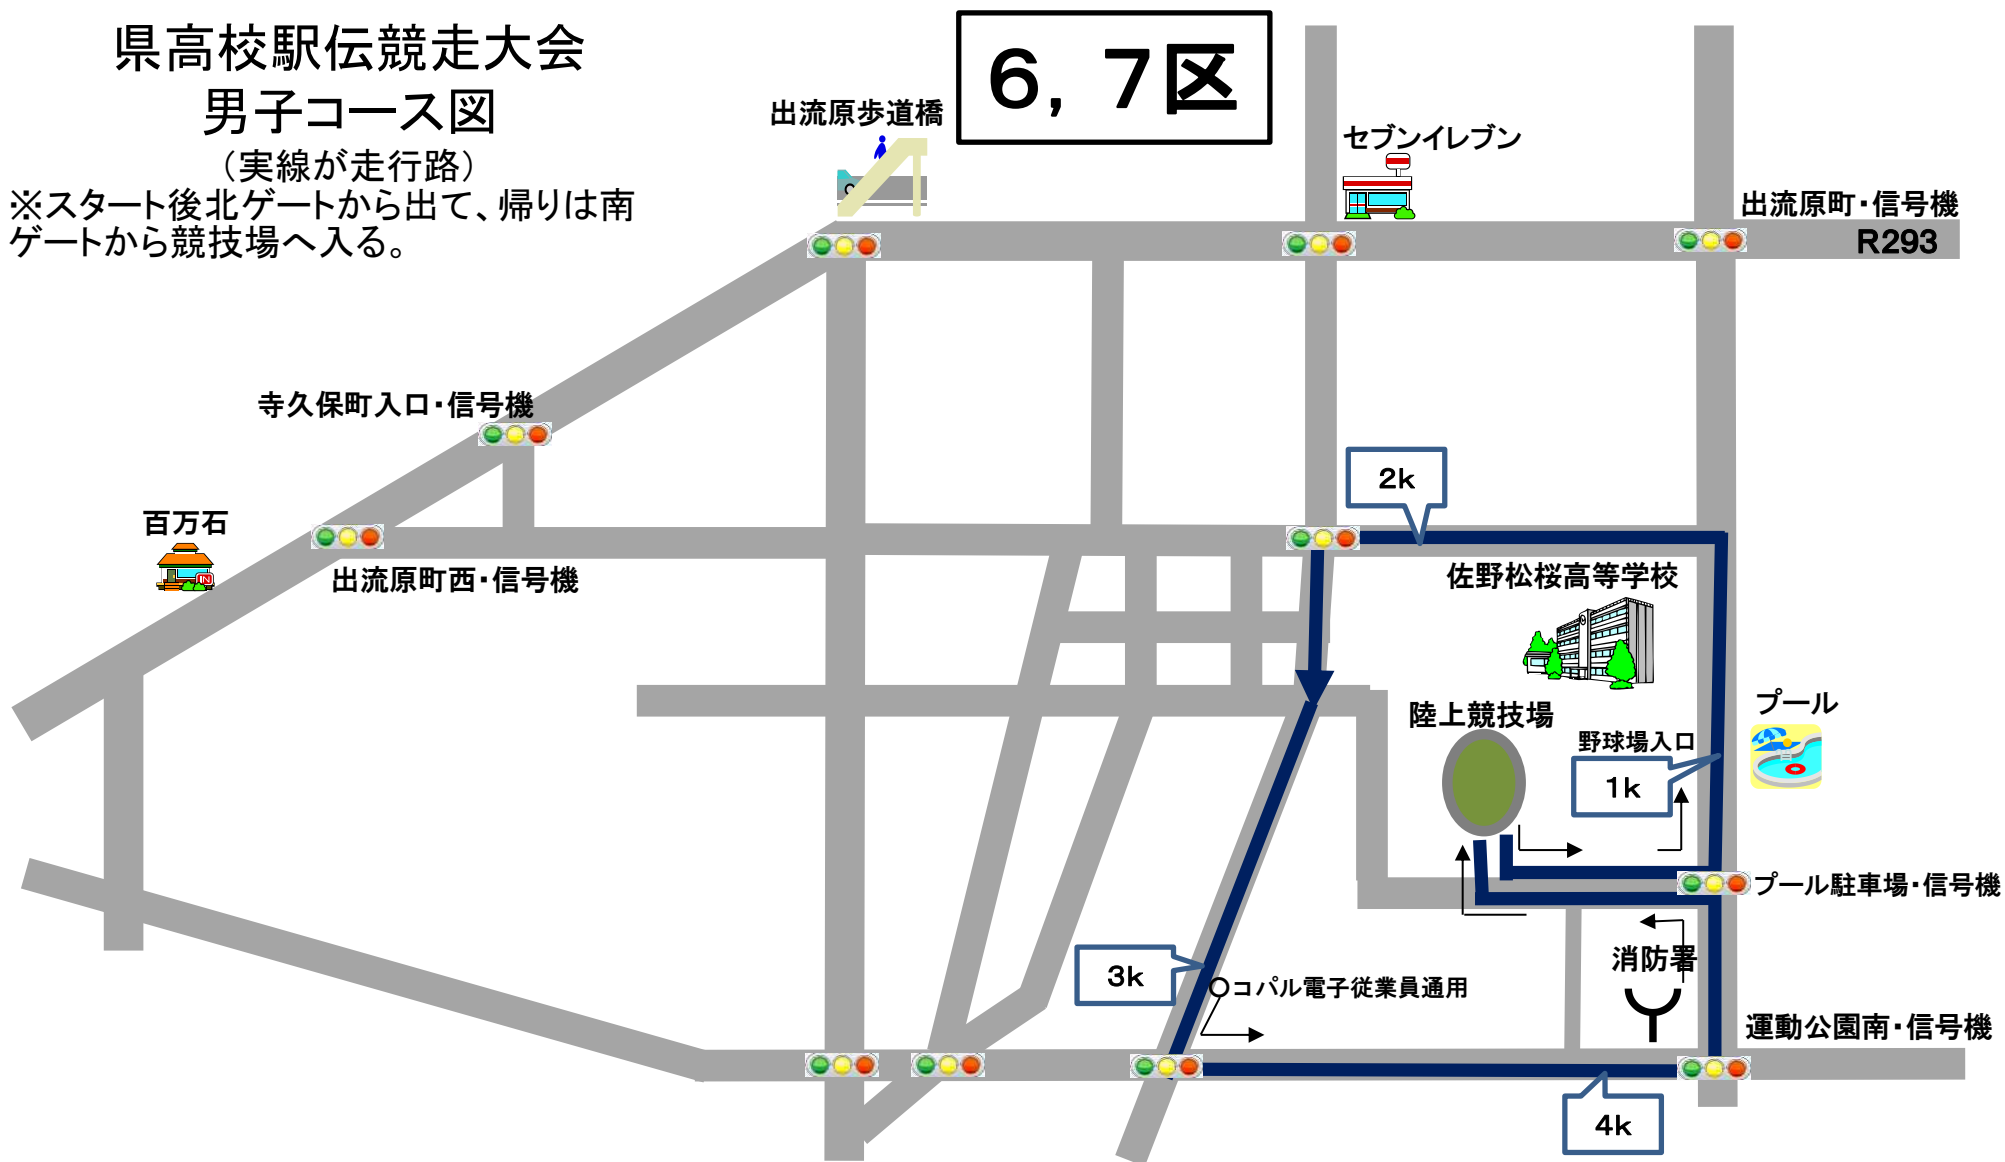 県高校駅伝競走大会
男子コース図
（実線が走行路）
※スタート後北ゲートから出て、帰りは南
ゲートから競技場へ入る。
６，７区
出流原歩道橋
セブンイレブン
出流原町・信号機
R293
寺久保町入口・信号機
百万石
出流原町西・信号機
2k
佐野松桜高等学校
陸上競技場
プール
野球場入口
1k
プール駐車場・信号機
消防署
3k
○コパル電子従業員通用
運動公園南・信号機
4k